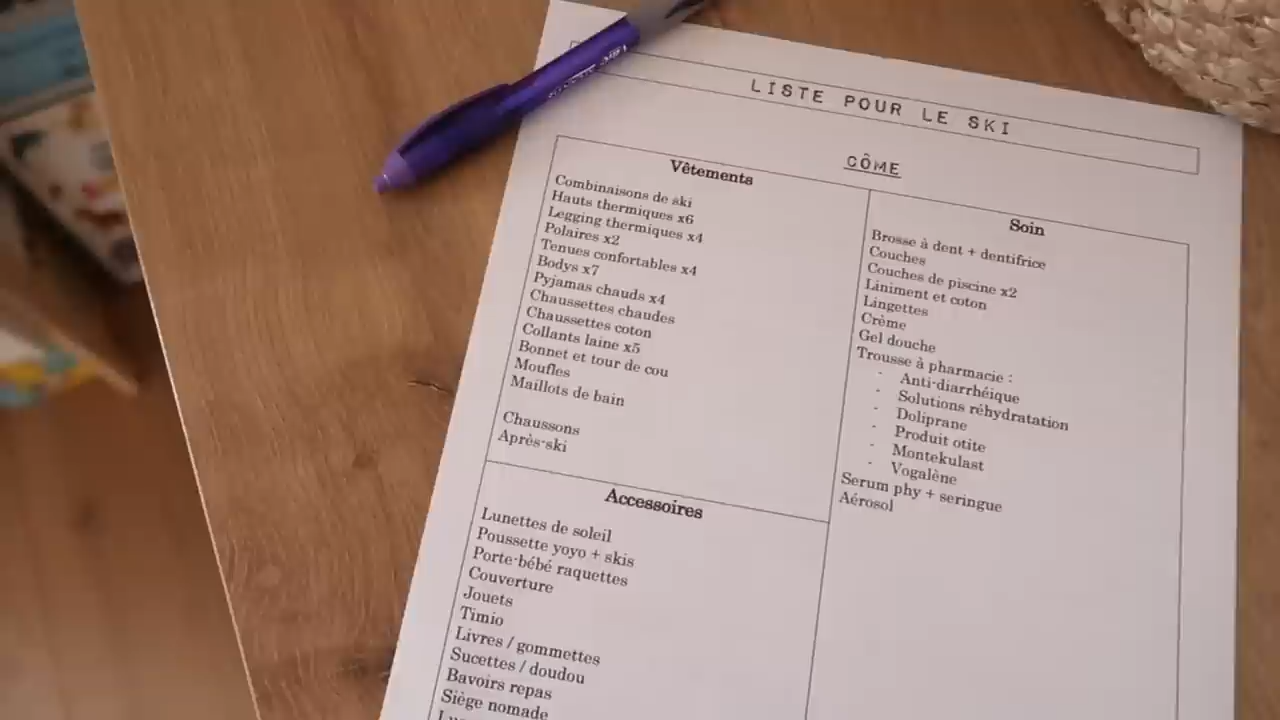 LISTE POUR LE SKI
CÔME
Vêtements
Combinaisons de ski
Hauts thermiques x6
Legging thermiques x4
Polaires x2
Tenues confortables x4
Bodys x7
Pyjamas chauds x4
Chaussettes chaudes
Chaussettes coton
Collants laine x5
Bonnet et tour de cou
Moufles
Maillots de bain
Chaussons
Après-ski
Accessoires
Lunettes de soleil
Poussette yoyo + skis
Porte-bébé raquettes
Couverture
Jouets
Timio
Livres / gommettes
Sucettes / doudou
Bavoirs repas
Siège nomade
Soin
Brosse à dent + dentifrice
Couches
Couches de piscine x2
Liniment et coton
Lingettes
Crème
Gel douche
Trousse à pharmacie :
- Anti-diarrhéique
- Solutions réhydratation
- Doliprane
- Produit otite
- Montekulast
- Vogalène
Serum phy + seringue
Aérosol